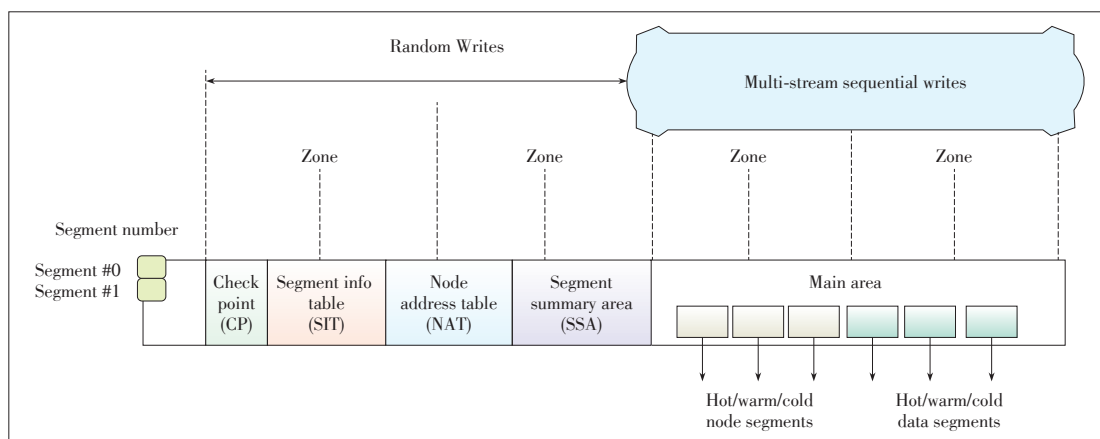 Random Writes
Multi-stream sequential writes
Zone
Zone
Zone
Zone
Segment number
Segment #0
Segment #1
Check
point
(CP)
Segment info
table
(SIT)
Node
address table
(NAT)
Segment
summary area
(SSA)
Main area
Hot/warm/cold
node segments
Hot/warm/cold
data segments